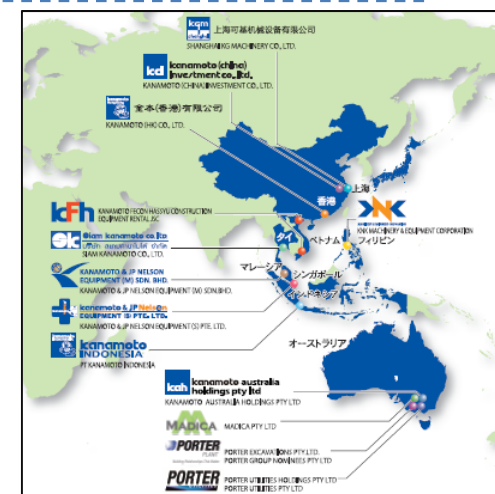 kgm 上海可基机械设备有限公司
SHANGHAI KG MACHINERY CO., LTD.
kd kanamoto (china) investment co., ltd.
KANAMOTO (CHINA) INVESTMENT CO., LTD.
kanamoto 金本(香港)有限公司
KANAMOTO (HK) CO., LTD.
上海
香港
kFh KANAMOTO FECON HASSYU CONSTRUCTION
EQUIPMENT RENTAL JSC
KNK
KNK MACHINERY & EQUIPMENT CORPORATION
フィリピン
タイ
ベトナム
sk Siam kanamoto co., ltd.
SIAM KANAMOTO CO., LTD.
マレーシア
シンガポール
インドネシア
KANAMOTO & JP NELSON
EQUIPMENT (M) SDN. BHD.
KANAMOTO & JP NELSON EQUIPMENT (M) SDN.BHD.
kanamoto & JP Nelson
EQUIPMENT (S) PTE. LTD.
KANAMOTO & JP NELSON EQUIPMENT (S) PTE. LTD.
kanamoto
INDONESIA
PT KANAMOTO INDONESIA
オーストラリア
kah kanamoto australia
holdings pty ltd
KANAMOTO AUSTRALIA HOLDINGS PTY LTD
MADICA MADICA PTY LTD
PORTER
PLANT
PORTER EXCAVATIONS PTY LTD.
PORTER GROUP NOMINEES PTY LTD
PORTER
UTILITIES
PORTER UTILITIES HOLDINGS PTY LTD
PORTER UTILITIES PTY LTD